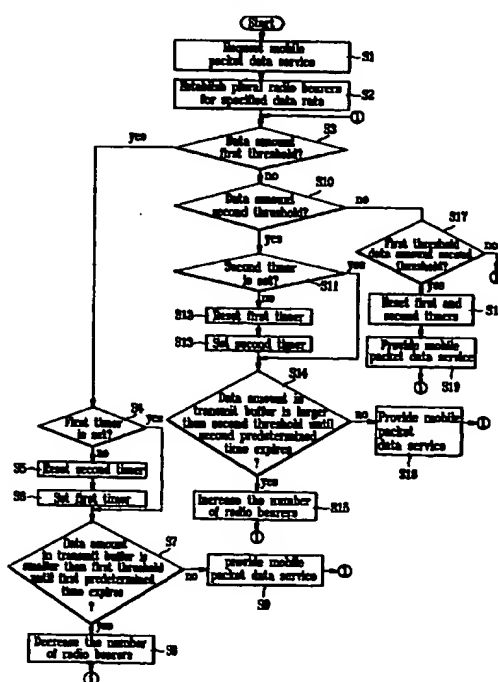 Start
Request mobile
packet data service
S1
Establish plural radio bearers
for specified data rate
S2
1
S3
yes
Data amount
first threshold?
no
S10
Data amount
second threshold?
no
S17
yes
First threshold
data amount second
threshold?
no
1
Second timer
is set?
yes
S11
yes
no
S12
Reset first timer
Reset first and
second timers
S1
S13
Set second timer
Provide mobile
packet data service
S19
1
S14
Data amount in
transmit buffer is larger
than second threshold until
second predetermined
time expires
?
no
Provide mobile
packet
data service
1
S16
S4
First timer
is set?
yes
no
S5
Reset second timer
S6
Set first timer
yes
Increase the number
of radio bearers
S15
1
S7
Data amount
in transmit buffer is
smaller than first threshold
until first predetermined
time expires
?
no
provide mobile
packet data service
1
S9
yes
Decrease the number
of radio bearers
S8
1